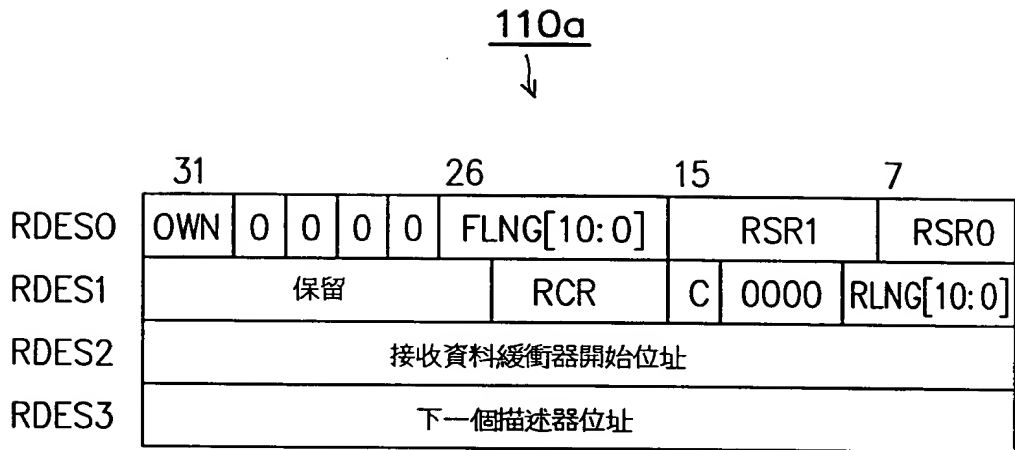 110a
31 26 15 7
RDES0 OWN 0 0 0 0 FLNG[10:0] RSR1 RSR0
RDES1 保留 RCR C 0000 RLNG[10:0]
RDES2 接收資料緩衝器開始位址
RDES3 下一個描述器位址